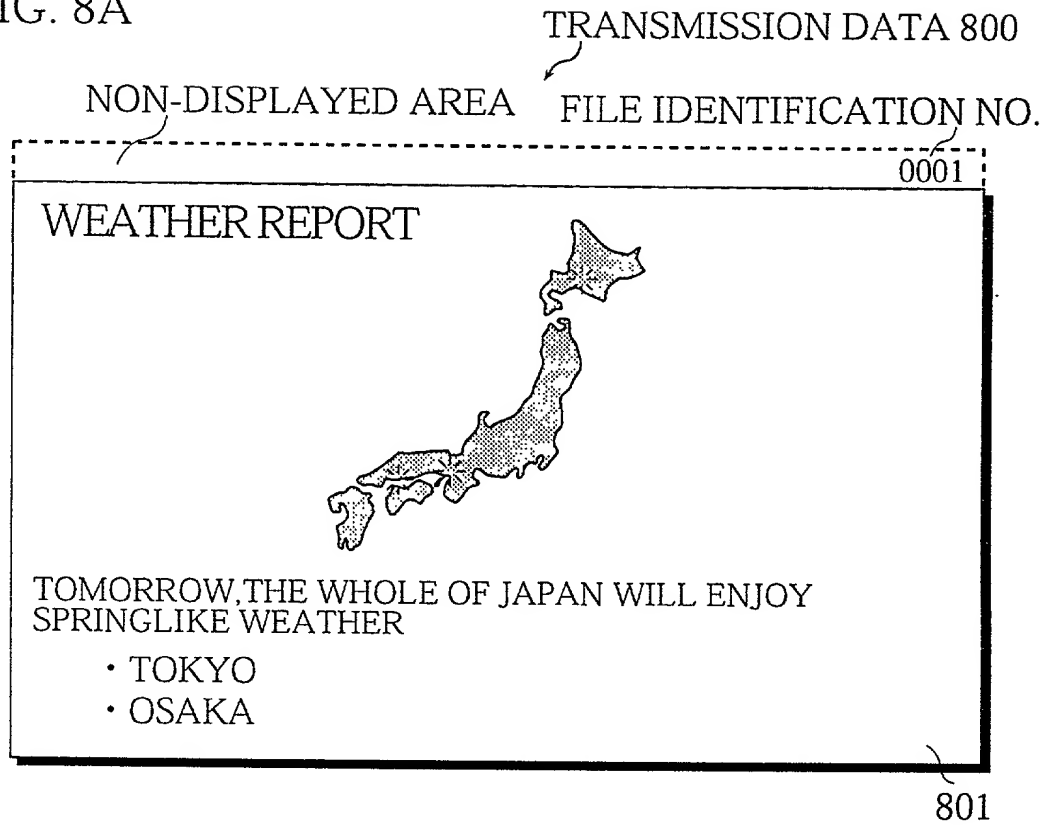 IG. 8A
TRANSMISSION DATA 800
NON-DISPLAYED AREA
FILE IDENTIFICATION NO.
0001
WEATHER REPORT
TOMORROW,THE WHOLE OF JAPAN WILL ENJOY
SPRINGLIKE WEATHER
・TOKYO
・OSAKA
801